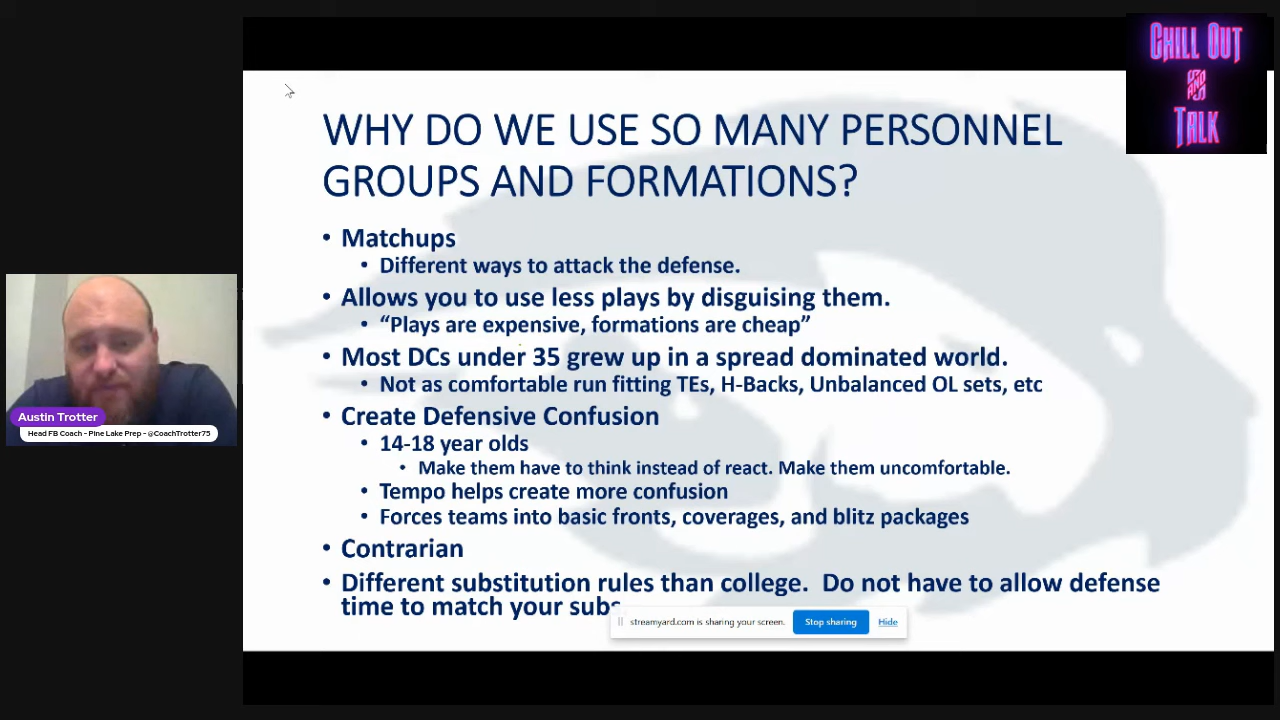 CHILL OUT
AND
TALK
WHY DO WE USE SO MANY PERSONNEL
GROUPS AND FORMATIONS?
• Matchups
• Different ways to attack the defense.
• Allows you to use less plays by disguising them.
• “Plays are expensive, formations are cheap”
• Most DCs under 35 grew up in a spread dominated world.
• Not as comfortable run fitting TEs, H-Backs, Unbalanced OL sets, etc
• Create Defensive Confusion
• 14-18 year olds
• Make them have to think instead of react. Make them uncomfortable.
• Tempo helps create more confusion
• Forces teams into basic fronts, coverages, and blitz packages
• Contrarian
• Different substitution rules than college.  Do not have to allow defense
time to match your subs
streamyard.com is sharing your screen.
Stop sharing
Hide
Austin Trotter
Head FB Coach - Pine Lake Prep - @CoachTrotter75